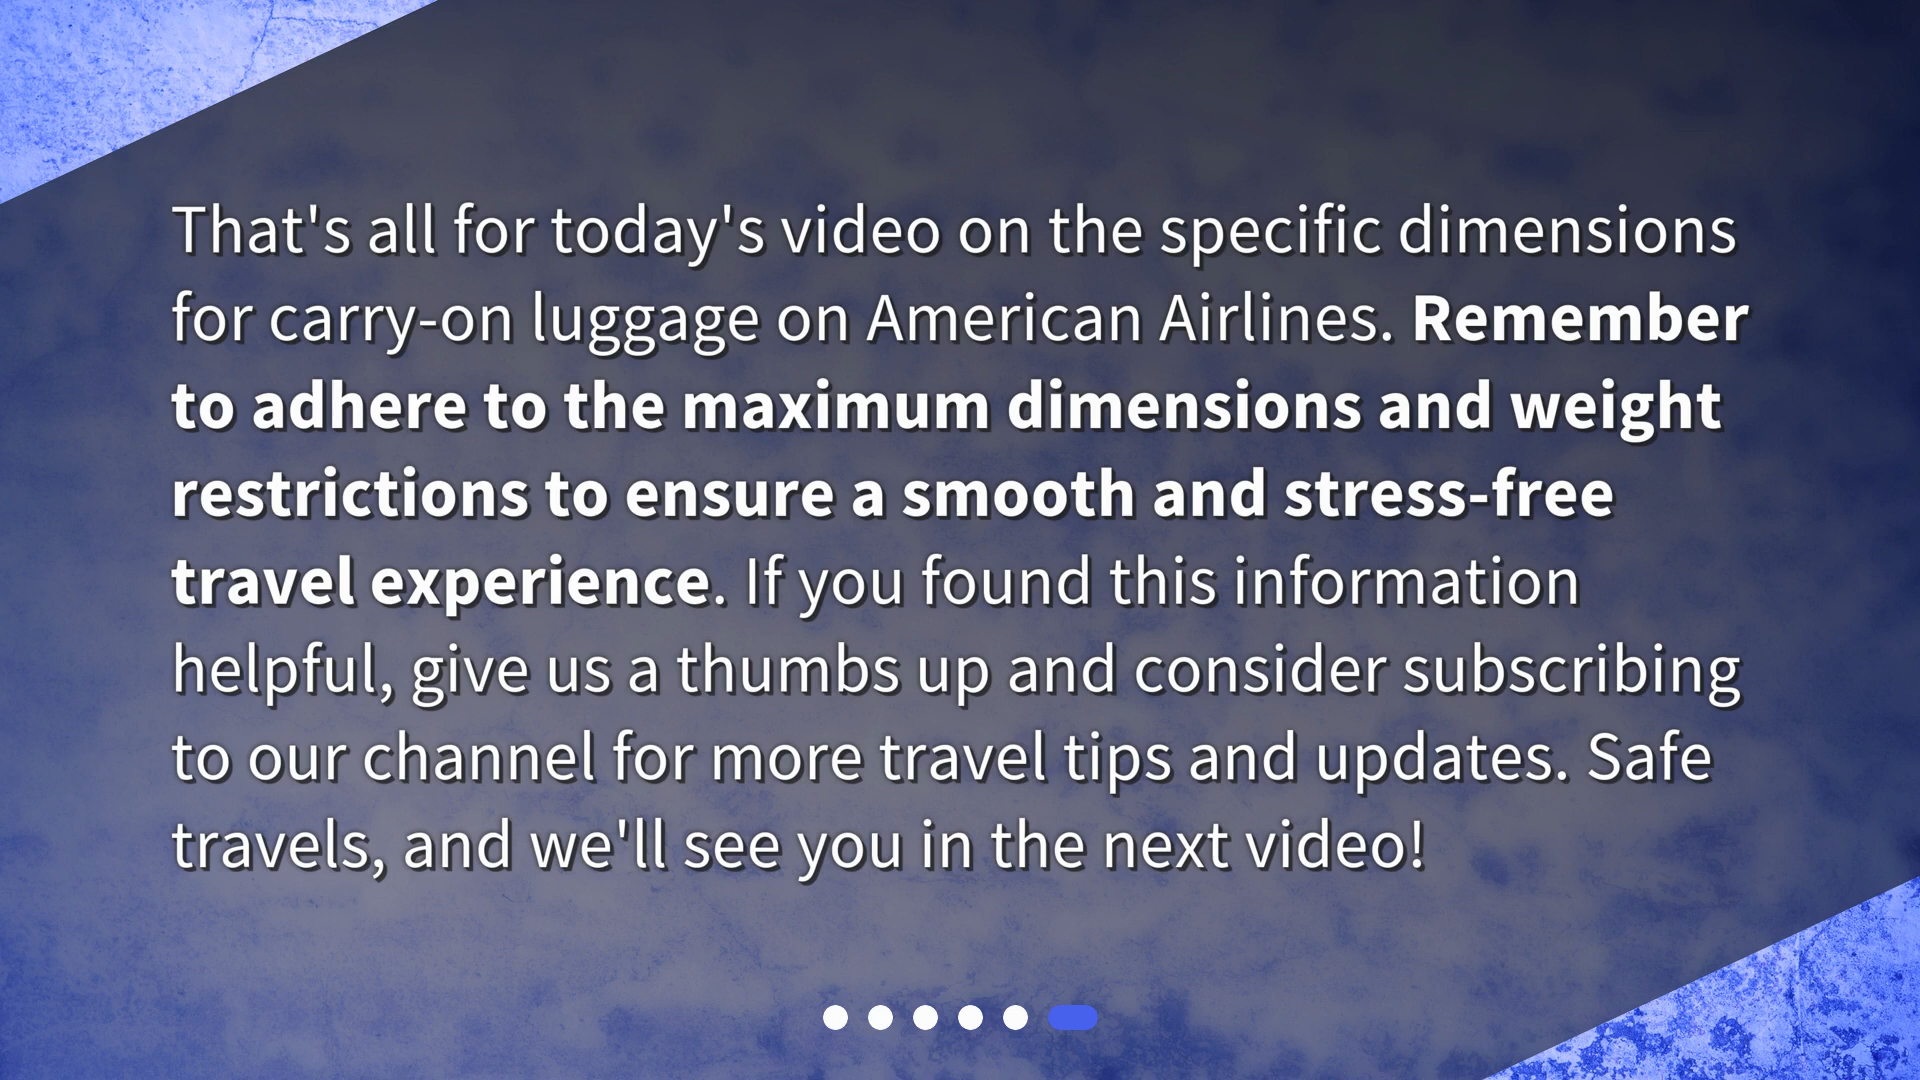 That's all for today's video on the specific dimensions
for carry-on luggage on American Airlines. Remember
to adhere to the maximum dimensions and weight
restrictions to ensure a smooth and stress-free
travel experience. If you found this information
helpful, give us a thumbs up and consider subscribing
to our channel for more travel tips and updates. Safe
travels, and we'll see you in the next video!